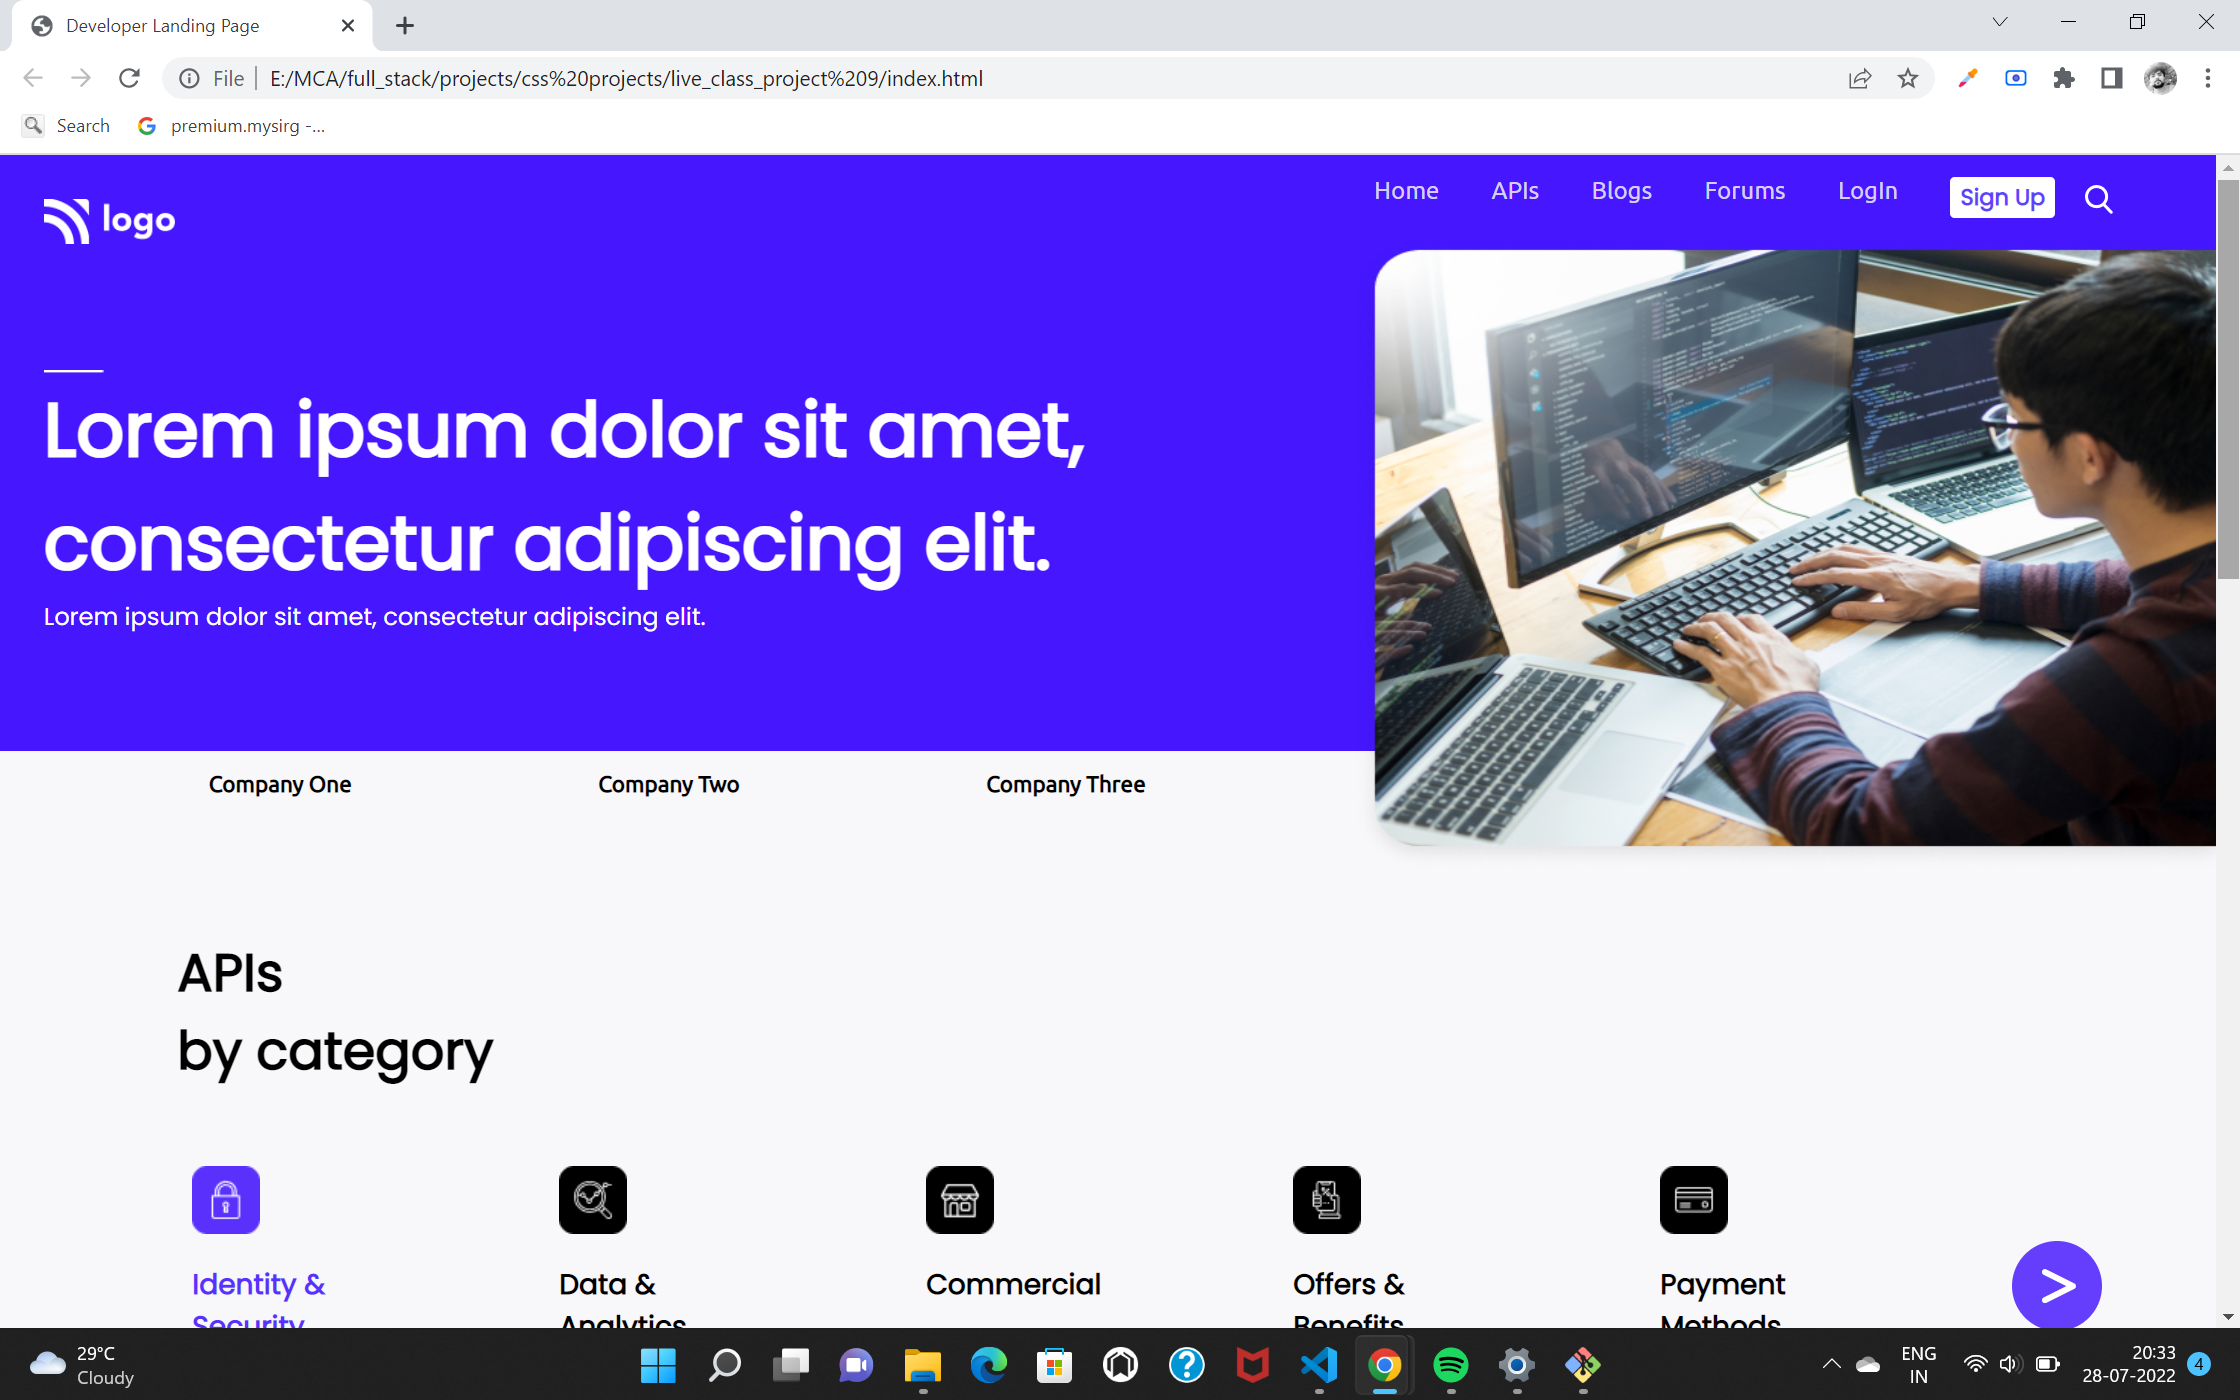 Developer Landing Page
File
E:/MCA/full_stack/projects/css%20projects/live_class_project%209/index.html
Search
premium.mysirg -...
logo
Home APIs Blogs Forums LogIn Sign Up
Lorem ipsum dolor sit amet,
consectetur adipiscing elit.
Lorem ipsum dolor sit amet, consectetur adipiscing elit.
Company One Company Two Company Three
APIs
by category
Identity &
Security
Data &
Analytics
Commercial
Offers &
Benefits
Payment
Methods
29°C
Cloudy
ENG
IN
20:33
28-07-2022
4